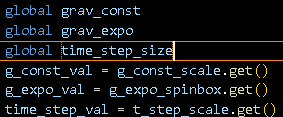 global grav_const
global grav_expo
global time_step_size
g_const_val = g_const_scale.get()
g_expo_val = g_expo_spinbox.get()
time_step_val = t_step_scale.get()